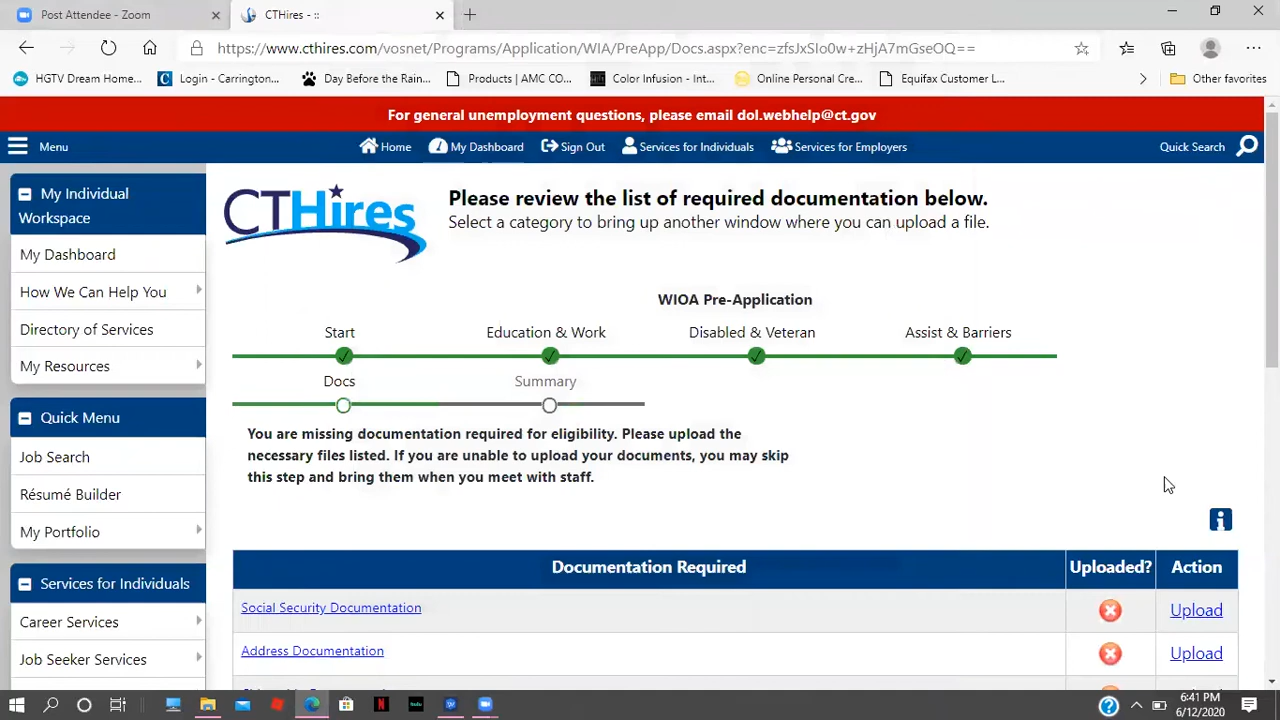 Post Attendee - Zoom
CTHires - ::
https://www.cthires.com/vosnet/Programs/Application/WIA/PreApp/Docs.aspx?enc=zfsJxSIo0w+zHjA7mGseOQ==
HGTV Dream Home... Login - Carrington... Day Before the Rain... Products | AMC CO... Color Infusion - Int... Online Personal Cre... Equifax Customer L... Other favorites
For general unemployment questions, please email dol.webhelp@ct.gov
Menu Home My Dashboard Sign Out Services for Individuals Services for Employers Quick Search
My Individual
Workspace
My Dashboard
How We Can Help You
Directory of Services
My Resources
Quick Menu
Job Search
Résumé Builder
My Portfolio
Services for Individuals
Career Services
Job Seeker Services
CTHires
Please review the list of required documentation below.
Select a category to bring up another window where you can upload a file.
WIOA Pre-Application
Start Education & Work Disabled & Veteran Assist & Barriers
Docs Summary
You are missing documentation required for eligibility. Please upload the
necessary files listed. If you are unable to upload your documents, you may skip
this step and bring them when you meet with staff.
Documentation Required Uploaded? Action
Social Security Documentation Upload
Address Documentation Upload
6:41 PM
6/12/2020